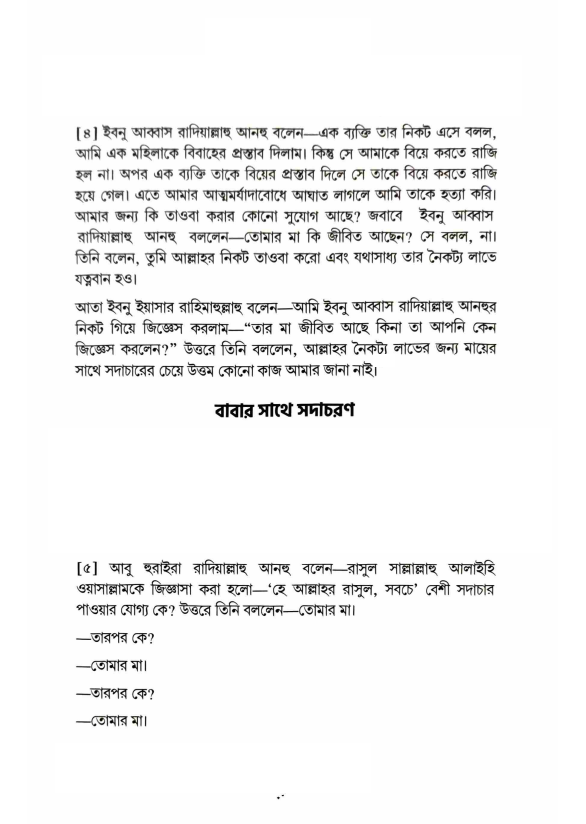 [৪] ইবনু আব্বাস রাদিয়াল্লাহু আনহু বলেন—এক ব্যক্তি তার নিকট এসে বলল,
আমি এক মহিলাকে বিবাহের প্রস্তাব দিলাম। কিন্তু সে আমাকে বিয়ে করতে রাজি
হল না। অপর এক ব্যক্তি তাকে বিয়ের প্রস্তাব দিলে সে তাকে বিয়ে করতে রাজি
হয়ে গেল। এতে আমার আত্মমর্যাদাবোধে আঘাত লাগলে আমি তাকে হত্যা করি।
আমার জন্য কি তাওবা করার কোনো সুযোগ আছে? জবাবে ইবনু আব্বাস
রাদিয়াল্লাহু আনহু বললেন—তোমার মা কি জীবিত আছেন? সে বলল, না।
তিনি বলেন, তুমি আল্লাহর নিকট তাওবা করো এবং যথাসাধ্য তার নৈকট্য লাভে
যত্নবান হও।
আতা ইবনু ইয়াসার রাহিমাহুল্লাহু বলেন—আমি ইবনু আব্বাস রাদিয়াল্লাহু আনহুর
নিকট গিয়ে জিজ্ঞেস করলাম—“তার মা জীবিত আছে কিনা তা আপনি কেন
জিজ্ঞেস করলেন?” উত্তরে তিনি বললেন, আল্লাহর নৈকট্য লাভের জন্য মায়ের
সাথে সদাচারের চেয়ে উত্তম কোনো কাজ আমার জানা নাই।
বাবার সাথে সদাচরণ
[৫] আবু হুরাইরা রাদিয়াল্লাহু আনহু বলেন—রাসুল সাল্লাল্লাহু আলাইহি
ওয়াসাল্লামকে জিজ্ঞাসা করা হলো—‘হে আল্লাহর রাসুল, সবচে’ বেশী সদাচার
পাওয়ার যোগ্য কে? উত্তরে তিনি বললেন—তোমার মা।
—তারপর কে?
—তোমার মা।
—তারপর কে?
—তোমার মা।